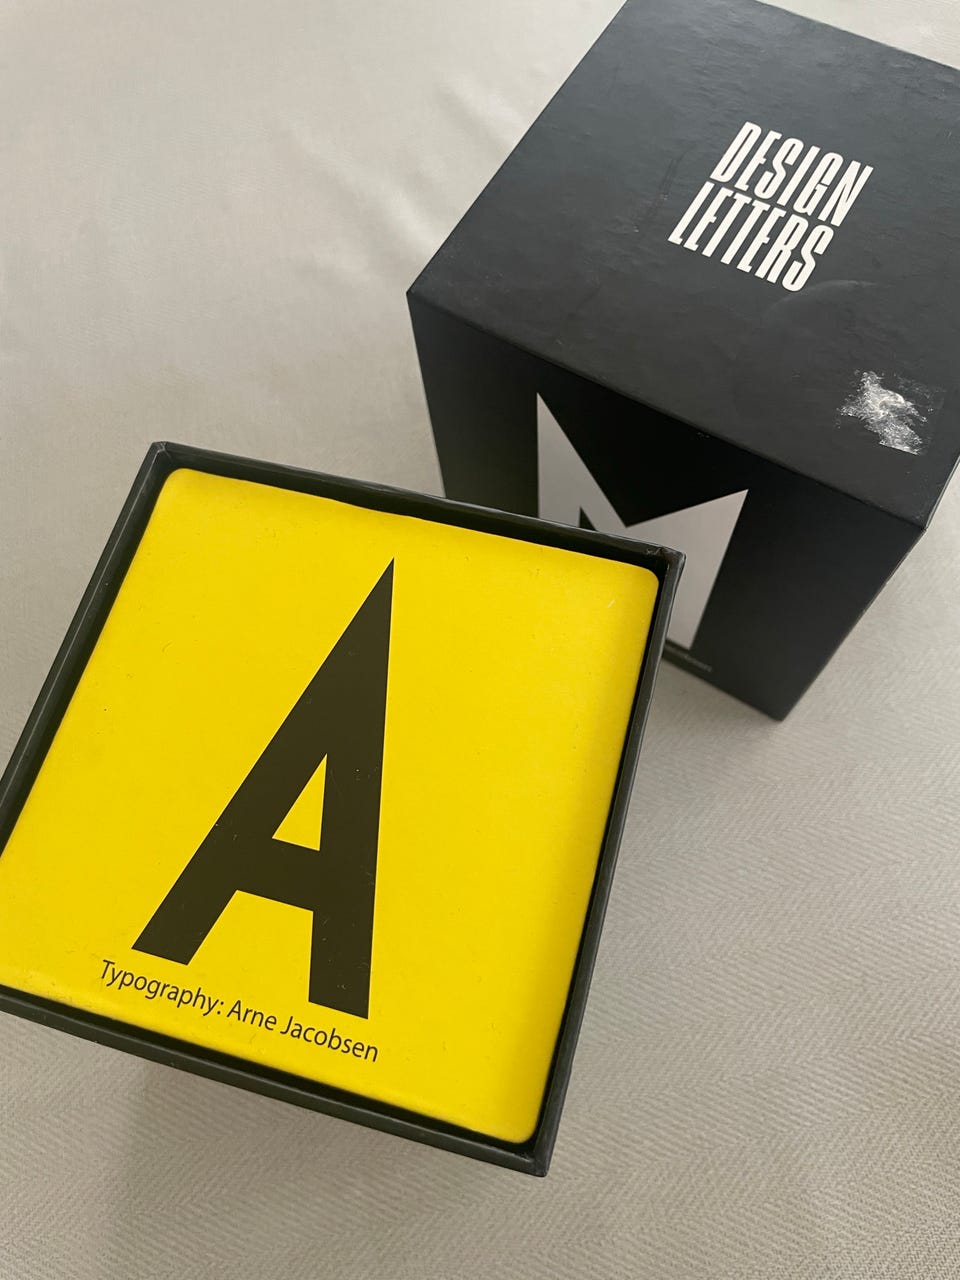 DESIGN
LETTERS
M
A
Typography: Arne Jacobsen